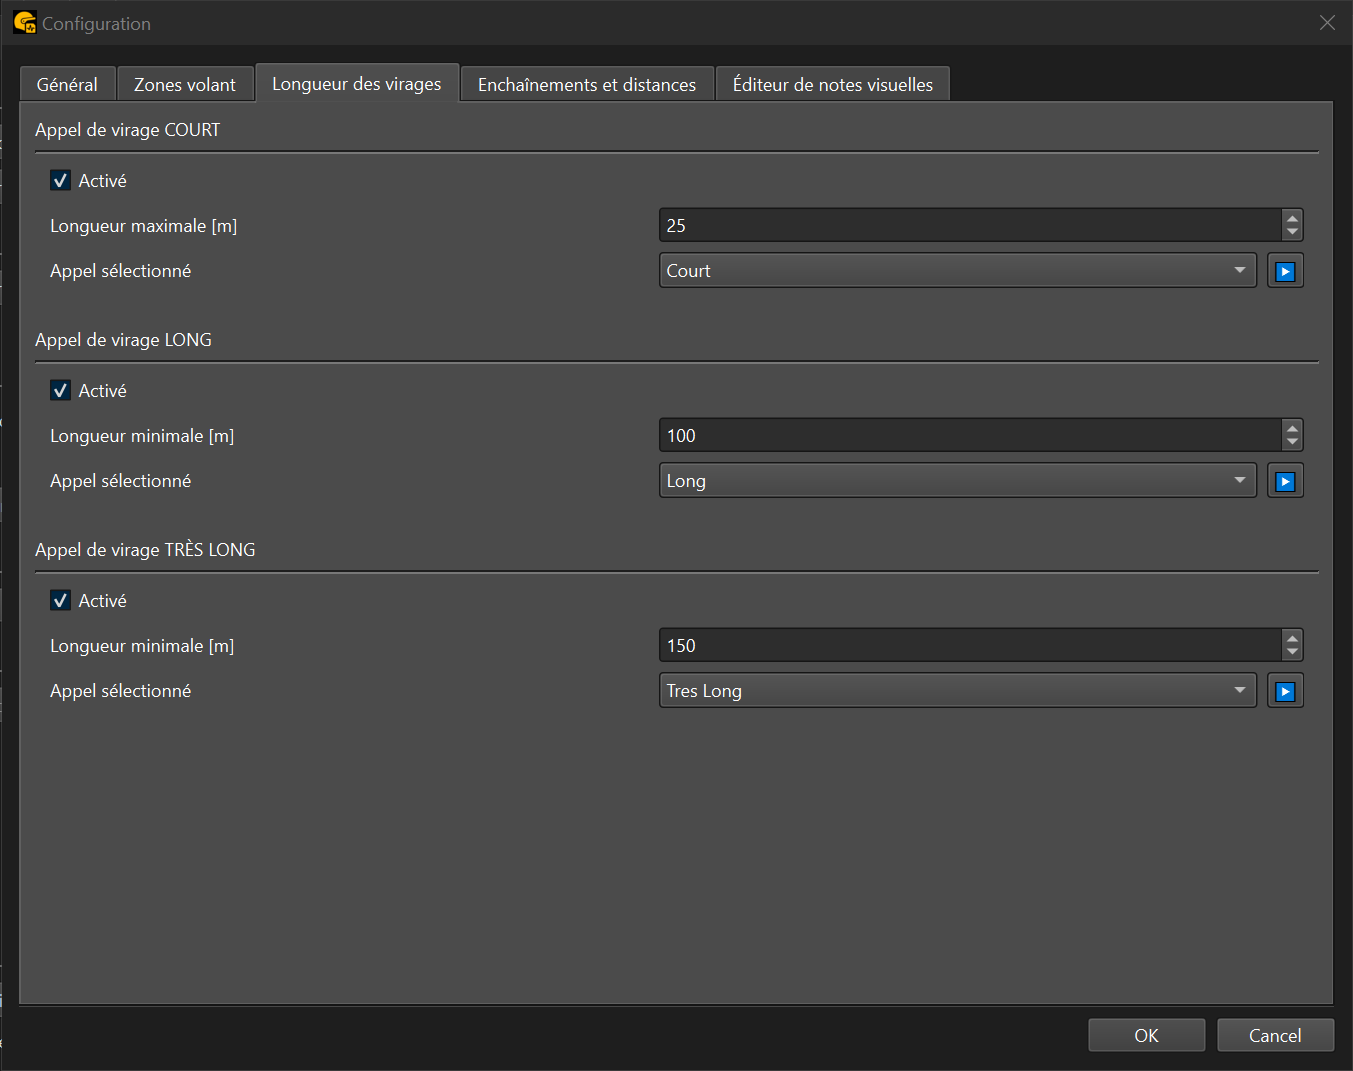 Configuration
Général
Zones volant
Longueur des virages
Enchaînements et distances
Éditeur de notes visuelles
Appel de virage COURT
Activé
Longueur maximale [m]
25
Appel sélectionné
Court
Appel de virage LONG
Activé
Longueur minimale [m]
100
Appel sélectionné
Long
Appel de virage TRÈS LONG
Activé
Longueur minimale [m]
150
Appel sélectionné
Tres Long
OK
Cancel